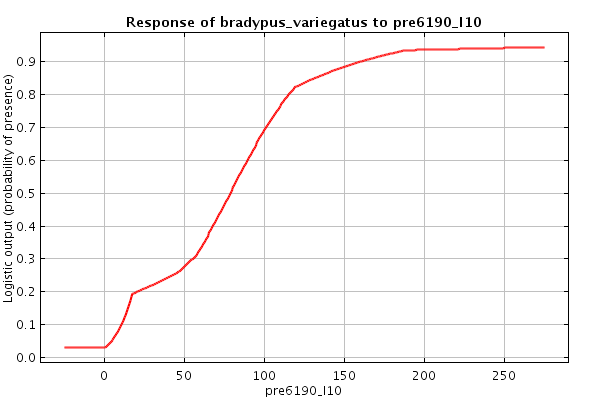 Response of bradypus_variegatus to pre6190_l10
Logistic output (probability of presence)
0.9
0.8
0.7
0.6
0.5
0.4
0.3
0.2
0.1
0.0
0 50 100 150 200 250
pre6190_l10